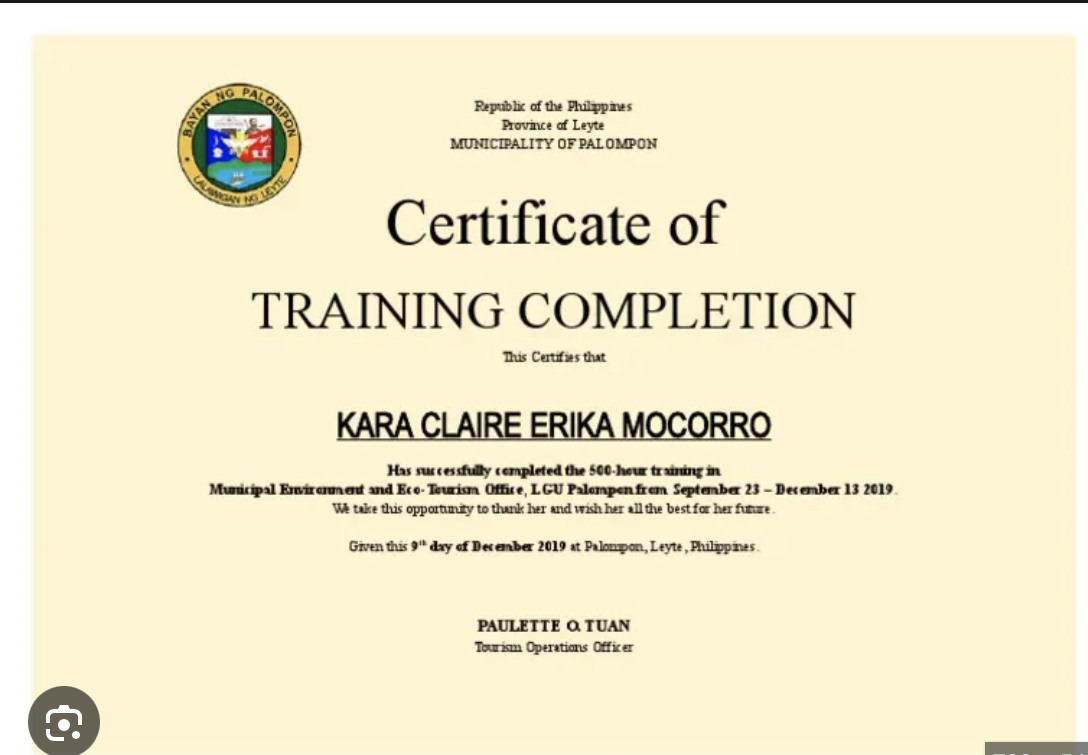 BAYAN NG PALOMPON
LALAWIGAN NG LEYTE
Republic of the Philippines
Province of Leyte
MUNICIPALITY OF PALOMPON
Certificate of
TRAINING COMPLETION
This Certifies that
KARA CLAIRE ERIKA MOCORRO
Has successfully completed the 500-hour training in
Municipal Environment and Eco-Tourism Office, LGU Palompon from September 23 – December 13 2019.
We take this opportunity to thank her and wish her all the best for her future.
Given this 9th day of December 2019 at Palompon, Leyte, Philippines.
PAULETTE O. TUAN
Tourism Operations Officer